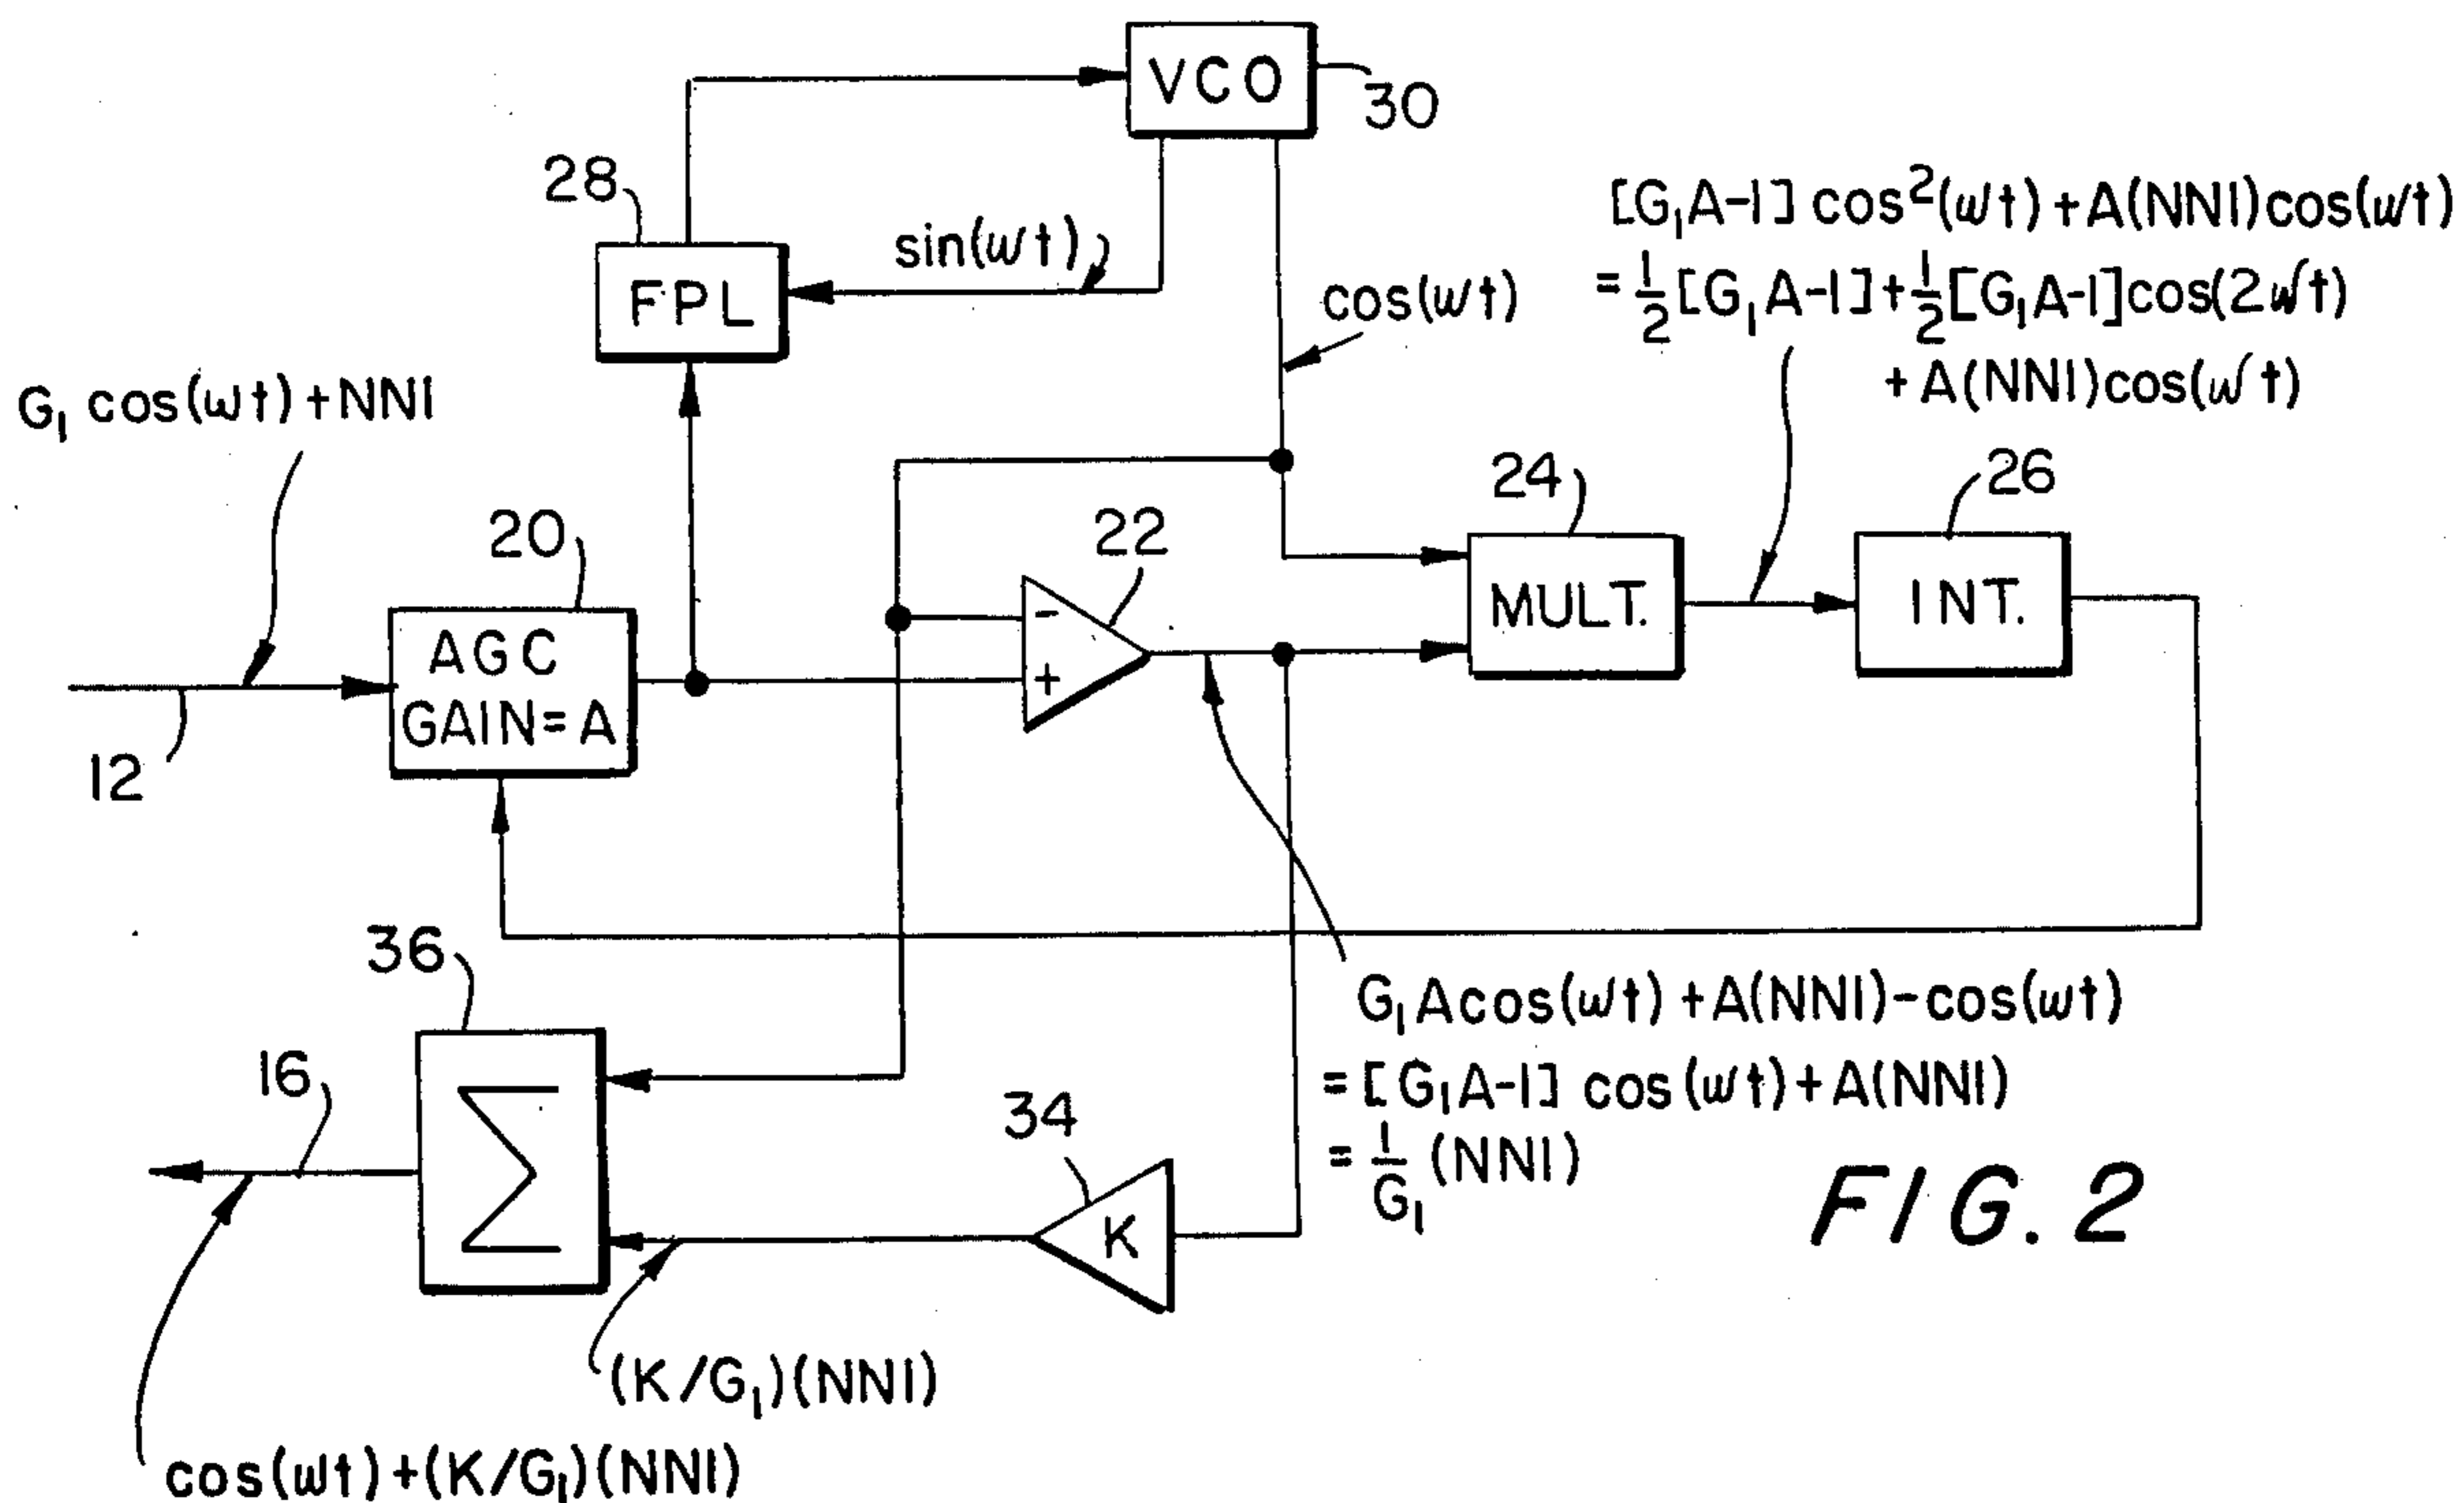 VCO
30
28
FPL
sin(ωt)
cos(ωt)
[G₁A-1] cos²(ωt)+A(NNI)cos(ωt)
= 1/2 [G₁A-1]+ 1/2 [G₁A-1]cos(2ωt)
+A(NNI)cos(ωt)
G₁ cos(ωt)+NNI
12
20
AGC
GAIN=A
22
-
+
24
MULT.
26
INT.
G₁Acos(ωt)+A(NNI)-cos(ωt)
=[G₁A-1] cos(ωt)+A(NNI)
= 1/G₁ (NNI)
36
Σ
16
34
K
(K/G₁)(NNI)
cos(ωt)+(K/G₁)(NNI)
FIG. 2